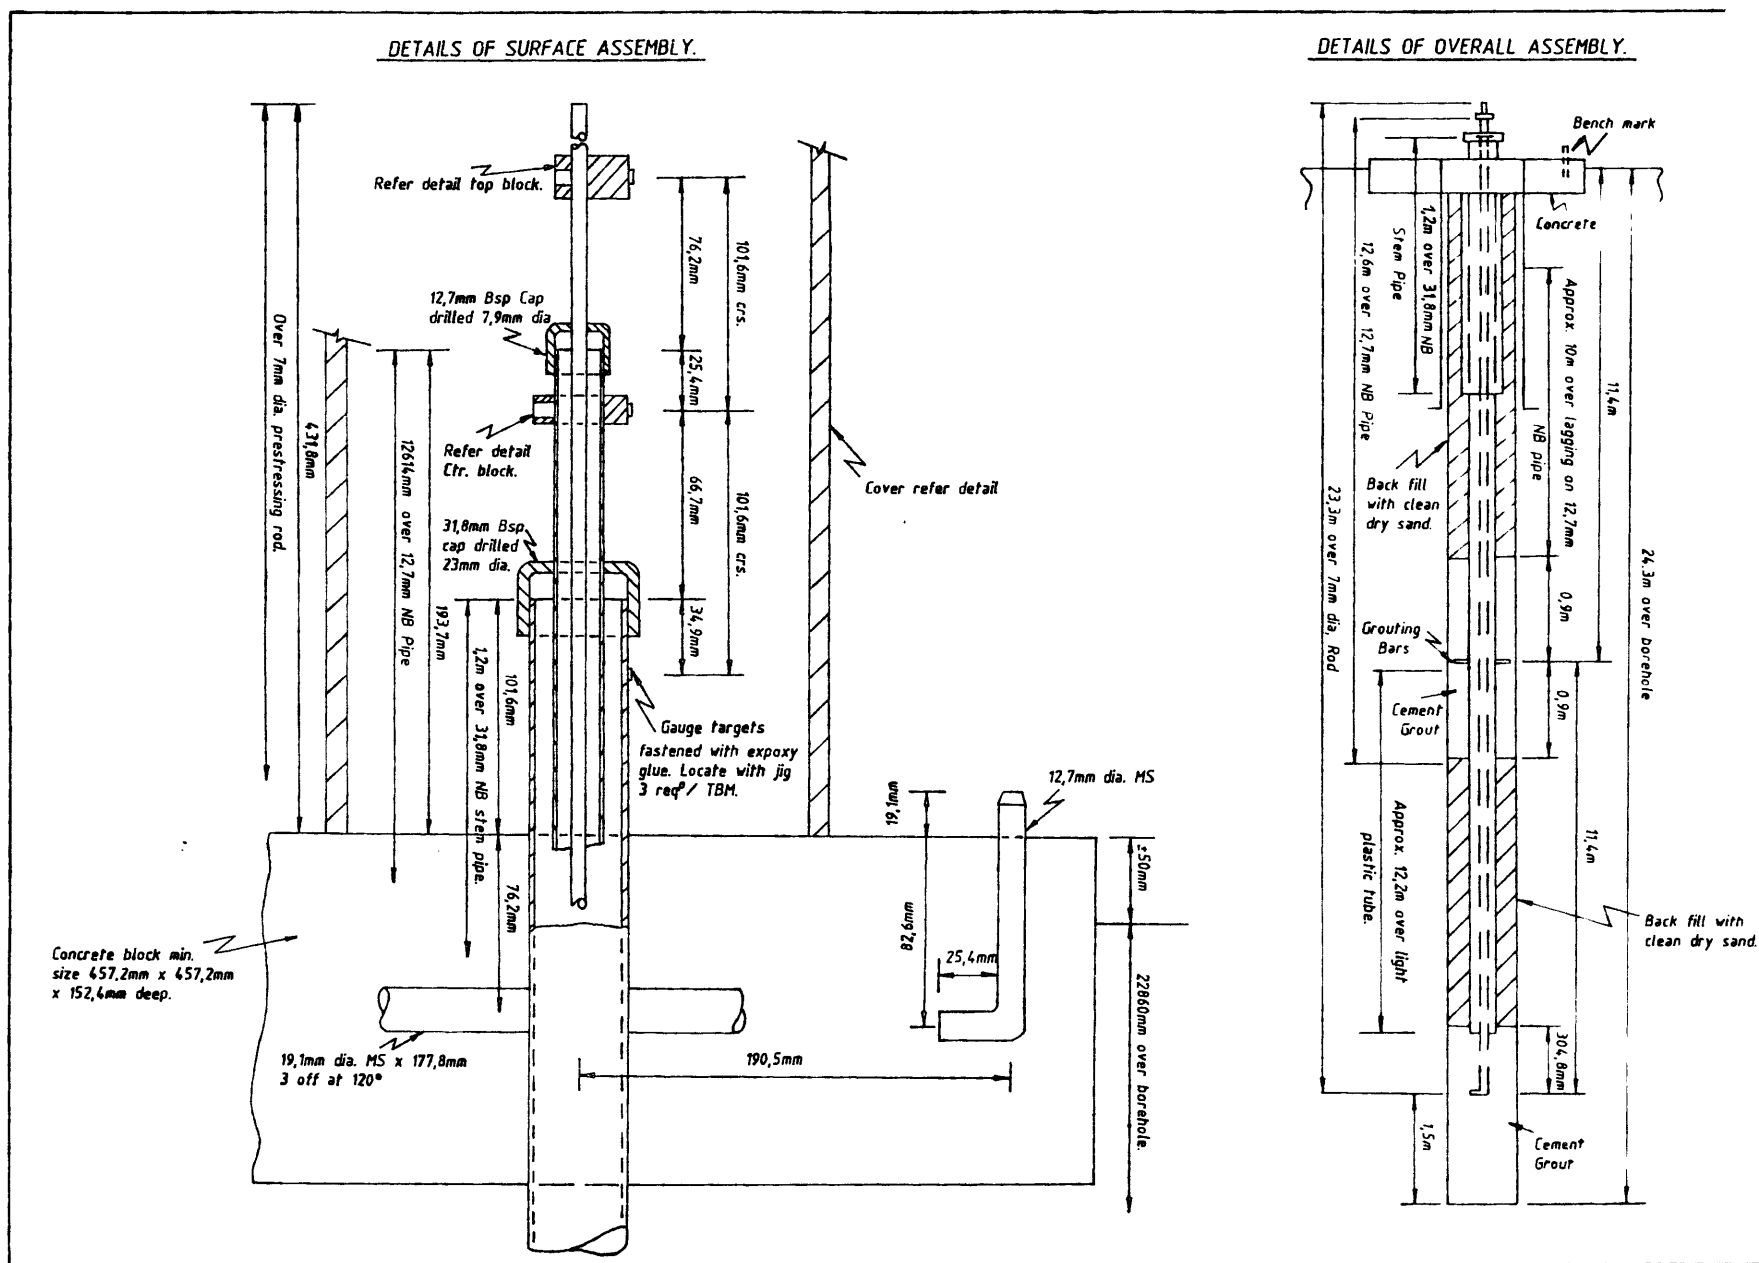 DETAILS OF SURFACE ASSEMBLY.
Refer detail top block.
12,7mm Bsp Cap
drilled 7,9mm dia
Refer detail
Ctr. block.
31,8mm Bsp
cap drilled
23mm dia.
Over 7mm dia. prestressing rod.
431,8mm
12614mm over 12,7mm NB Pipe
193,7mm
1,2m over 31,8mm NB stem pipe.
101,6mm
76,2mm
76,2mm
25,4mm
66,7mm
34,9mm
101,6mm crs.
101,6mm crs.
Cover refer detail
Gauge targets
fastened with expoxy
glue. Locate with jig
3 reqᴰ/ TBM.
19,1mm
12,7mm dia. MS
82,6mm
25,4mm
±50mm
22860mm over borehole.
190,5mm
Concrete block min.
size 457,2mm x 457,2mm
x 152,4mm deep.
19,1mm dia. MS x 177,8mm
3 off at 120°
DETAILS OF OVERALL ASSEMBLY.
Bench mark
Concrete
1,2m over 31,8mm NB
Stem Pipe
12,6m over 12,7mm NB Pipe
23,3m over 7mm dia, Rod
Approx. 10m over lagging on 12,7mm
NB pipe
11,4m
Back fill
with clean
dry sand.
24.3m over borehole
0,9m
Grouting
Bars
0,9m
Cement
Grout
Approx. 12,2m over light
plastic tube.
11,4m
Back fill with
clean dry sand.
304,8mm
1,5m
Cement
Grout